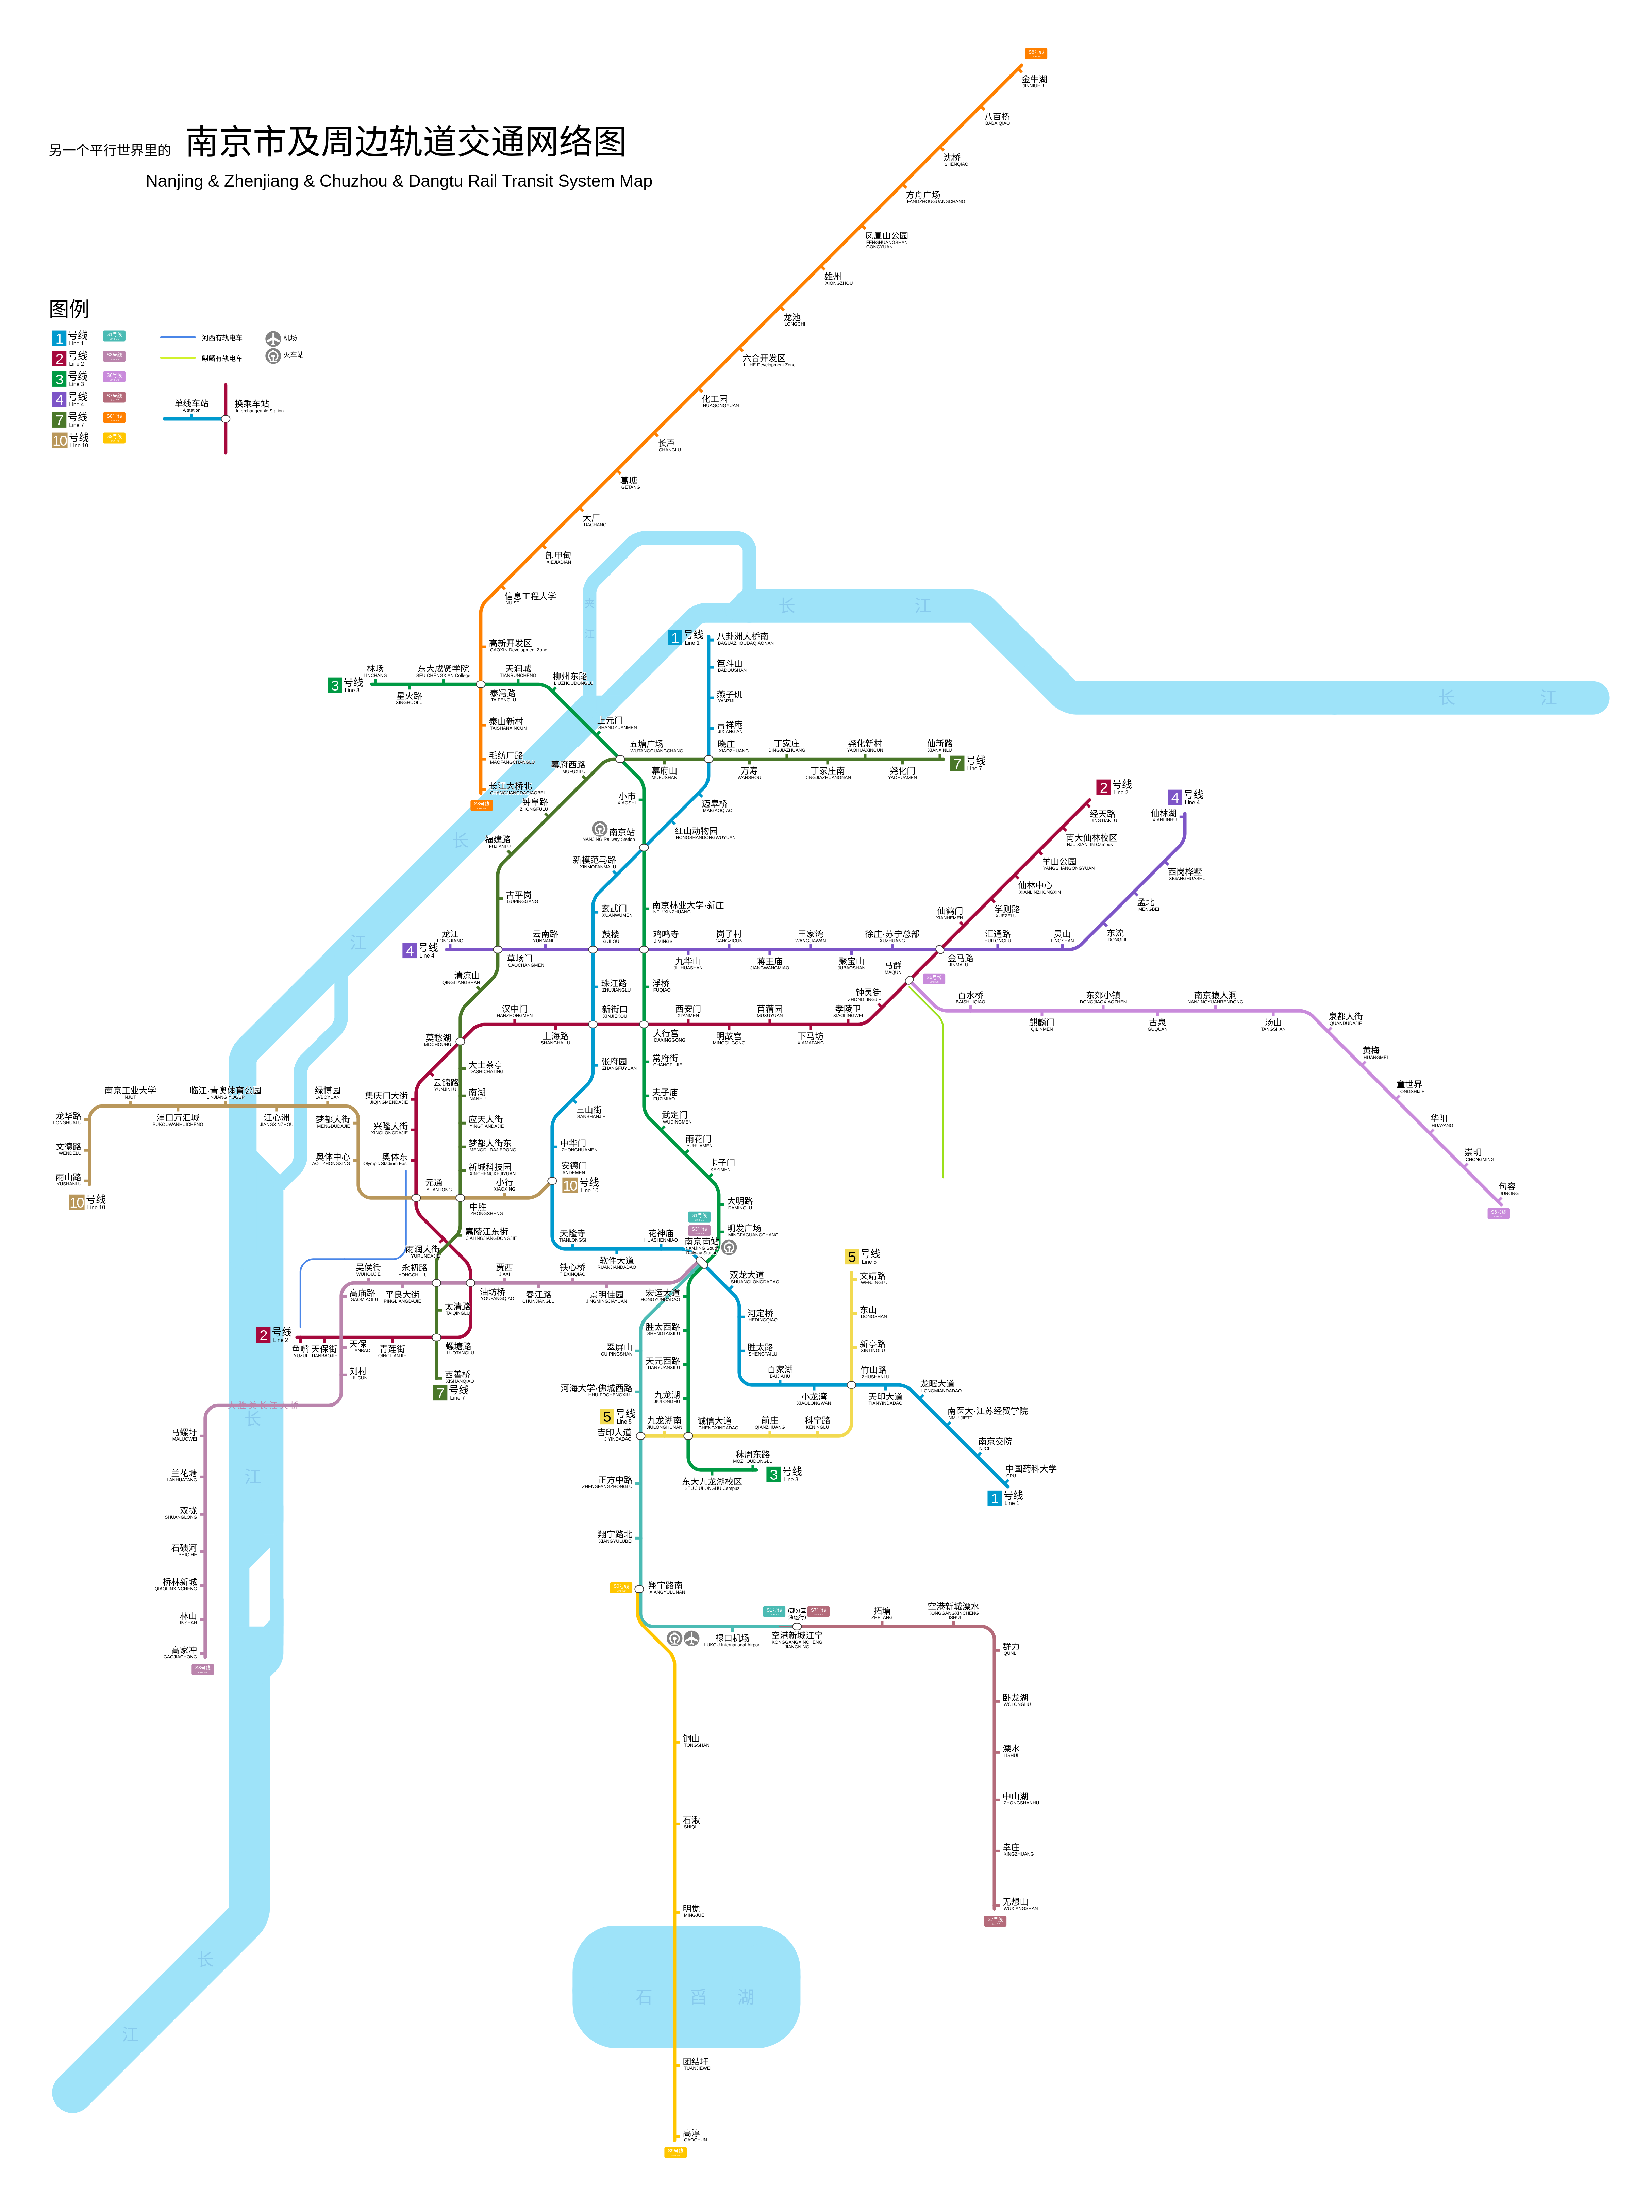 另一个平行世界里的 南京市及周边轨道交通网络图
Nanjing & Zhenjiang & Chuzhou & Dangtu Rail Transit System Map
图例
1 号线
Line 1
S1号线
2 号线
Line 2
S3号线
3 号线
Line 3
S6号线
4 号线
Line 4
S7号线
7 号线
Line 7
S8号线
10 号线
Line 10
S9号线
河西有轨电车
麒麟有轨电车
机场
火车站
单线车站
A station
换乘车站
Interchangeable Station
S8号线
金牛湖
JINNIUHU
八百桥
BABAIQIAO
沈桥
SHENQIAO
方舟广场
FANGZHOUGUANGCHANG
凤凰山公园
FENGHUANGSHAN
GONGYUAN
雄州
XIONGZHOU
龙池
LONGCHI
六合开发区
LUHE Development Zone
化工园
HUAGONGYUAN
长芦
CHANGLU
葛塘
GETANG
大厂
DACHANG
卸甲甸
XIEJIADIAN
信息工程大学
NUIST
高新开发区
GAOXIN Development Zone
泰冯路
TAIFENGLU
泰山新村
TAISHANXINCUN
毛纺厂路
MAOFANGCHANGLU
长江大桥北
CHANGJIANGDAQIAOBEI
S8号线
夹
江
长
江
长
江
长
江
3 号线
Line 3
林场
LINCHANG
星火路
XINGHUOLU
东大成贤学院
SEU CHENGXIAN College
天润城
TIANRUNCHENG
柳州东路
LIUZHOUDONGLU
上元门
SHANGYUANMEN
五塘广场
WUTANGGUANGCHANG
小市
XIAOSHI
南京站
NANJING Railway Station
南京林业大学·新庄
NFU·XINZHUANG
鸡鸣寺
JIMINGSI
浮桥
FUQIAO
大行宫
DAXINGGONG
常府街
CHANGFUJIE
夫子庙
FUZIMIAO
武定门
WUDINGMEN
雨花门
YUHUAMEN
卡子门
KAZIMEN
大明路
DAMINGLU
明发广场
MINGFAGUANGCHANG
S1号线
S3号线
南京南站
NANJING South
Railway Station
宏运大道
HONGYUNDADAO
胜太西路
SHENGTAIXILU
天元西路
TIANYUANXILU
九龙湖
JIULONGHU
诚信大道
CHENGXINDADAO
东大九龙湖校区
SEU JIULONGHU Campus
秣周东路
MOZHOUDONGLU
3 号线
Line 3
1 号线
Line 1
八卦洲大桥南
BAGUAZHOUDAQIAONAN
笆斗山
BADOUSHAN
燕子矶
YANZIJI
吉祥庵
JIXIANG'AN
晓庄
XIAOZHUANG
迈皋桥
MAIGAOQIAO
红山动物园
HONGSHANDONGWUYUAN
新模范马路
XINMOFANMALU
玄武门
XUANWUMEN
鼓楼
GULOU
珠江路
ZHUJIANGLU
新街口
XINJIEKOU
张府园
ZHANGFUYUAN
三山街
SANSHANJIE
中华门
ZHONGHUAMEN
安德门
ANDEMEN
10 号线
Line 10
天隆寺
TIANLONGSI
软件大道
RUANJIANDADAO
花神庙
HUASHENMIAO
双龙大道
SHUANGLONGDADAO
河定桥
HEDINGQIAO
胜太路
SHENGTAILU
百家湖
BAIJIAHU
小龙湾
XIAOLONGWAN
竹山路
ZHUSHANLU
天印大道
TIANYINDADAO
龙眠大道
LONGMIANDADAO
南医大·江苏经贸学院
NMU·JIETT
南京交院
NJCI
中国药科大学
CPU
1 号线
Line 1
丁家庄
DINGJIAZHUANG
尧化新村
YAOHUAXINCUN
仙新路
XIANXINLU
7 号线
Line 7
尧化门
YAOHUAMEN
丁家庄南
DINGJIAZHUANGNAN
万寿
WANSHOU
幕府山
MUFUSHAN
幕府西路
MUFUXILU
钟阜路
ZHONGFULU
福建路
FUJIANLU
古平岗
GUPINGGANG
草场门
CAOCHANGMEN
清凉山
QINGLIANGSHAN
莫愁湖
MOCHOUHU
大士茶亭
DASHICHATING
南湖
NANHU
应天大街
YINGTIANDAJIE
梦都大街东
MENGDUDAJIEDONG
新城科技园
XINCHENGKEJIYUAN
中胜
ZHONGSHENG
嘉陵江东街
JIALINGJIANGDONGJIE
永初路
YONGCHULU
太清路
TAIQINGLU
螺塘路
LUOTANGLU
西善桥
XISHANQIAO
7 号线
Line 7
2 号线
Line 2
经天路
JINGTIANLU
南大仙林校区
NJU XIANLIN Campus
羊山公园
YANGSHANGONGYUAN
仙林中心
XIANLINZHONGXIN
学则路
XUEZELU
仙鹤门
XIANHEMEN
金马路
JINMALU
马群
MAQUN
钟灵街
ZHONGLINGJIE
孝陵卫
XIAOLINGWEI
下马坊
XIAMAFANG
苜蓿园
MUXUYUAN
明故宫
MINGGUGONG
西安门
XI'ANMEN
上海路
SHANGHAILU
汉中门
HANZHONGMEN
云锦路
YUNJINLU
集庆门大街
JIQINGMENDAJIE
兴隆大街
XINGLONGDAJIE
奥体东
Olympic Stadium East
元通
YUANTONG
雨润大街
YURUNDAJIE
油坊桥
YOUFANGQIAO
青莲街
QINGLIANJIE
天保街
TIANBAOJIE
鱼嘴
YUZUI
2 号线
Line 2
4 号线
Line 4
仙林湖
XIANLINHU
西岗桦墅
XIGANGHUASHU
孟北
MENGBEI
东流
DONGLIU
灵山
LINGSHAN
汇通路
HUITONGLU
徐庄·苏宁总部
XUZHUANG
聚宝山
JUBAOSHAN
王家湾
WANGJIAWAN
蒋王庙
JIANGWANGMIAO
岗子村
GANGZICUN
九华山
JIUHUASHAN
云南路
YUNNANLU
龙江
LONGJIANG
4 号线
Line 4
S6号线
百水桥
BAISHUIQIAO
麒麟门
QILINMEN
东郊小镇
DONGJIAOXIAOZHEN
古泉
GUQUAN
南京猿人洞
NANJINGYUANRENDONG
汤山
TANGSHAN
泉都大街
QUANDUDAJIE
黄梅
HUANGMEI
童世界
TONGSHIJIE
华阳
HUAYANG
崇明
CHONGMING
句容
JURONG
S6号线
南京工业大学
NJUT
浦口万汇城
PUKOUWANHUICHENG
临江·青奥体育公园
LINJIANG·YOGSP
江心洲
JIANGXINZHOU
绿博园
LVBOYUAN
梦都大街
MENGDUDAJIE
奥体中心
AOTIZHONGXING
小行
XIAOXING
龙华路
LONGHUALU
文德路
WENDELU
雨山路
YUSHANLU
10 号线
Line 10
吴侯街
WUHOUJIE
高庙路
GAOMIAOLU
平良大街
PINGLIANGDAJIE
贾西
JIAXI
春江路
CHUNJIANGLU
铁心桥
TIEXINQIAO
景明佳园
JINGMINGJIAYUAN
天保
TIANBAO
刘村
LIUCUN
大胜关长江大桥
长
江
马骡圩
MALUOWEI
兰花塘
LANHUATANG
双拢
SHUANGLONG
石碛河
SHIQIHE
桥林新城
QIAOLINXINCHENG
林山
LINSHAN
高家冲
GAOJIACHONG
S3号线
5 号线
Line 5
文靖路
WENJINGLU
东山
DONGSHAN
新亭路
XINTINGLU
科宁路
KENINGLU
前庄
QIANZHUANG
九龙湖南
JIULONGHUNAN
5 号线
Line 5
吉印大道
JIYINDADAO
翠屏山
CUIPINGSHAN
河海大学·佛城西路
HHU·FOCHENGXILU
正方中路
ZHENGFANGZHONGLU
翔宇路北
XIANGYULUBEI
S9号线
翔宇路南
XIANGYULUNAN
禄口机场
LUKOU International Airport
S1号线
(部分直
通运行)
S7号线
空港新城江宁
KONGGANGXINCHENG
JIANGNING
拓塘
ZHETANG
空港新城溧水
KONGGANGXINCHENG
LISHUI
群力
QUNLI
卧龙湖
WOLONGHU
溧水
LISHUI
中山湖
ZHONGSHANHU
幸庄
XINGZHUANG
无想山
WUXIANGSHAN
S7号线
铜山
TONGSHAN
石湫
SHIQIU
明觉
MINGJUE
石 臼 湖
团结圩
TUANJIEWEI
高淳
GAOCHUN
S9号线
长
江